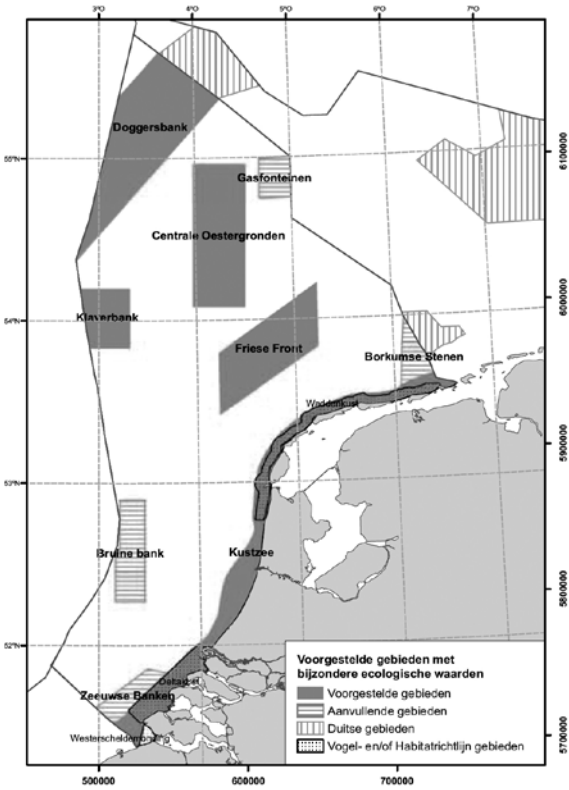 3°O 4°O 5°O 6°O 7°O
Doggersbank
55°N
6100000
Gasfonteinen
Centrale Oestergronden
6000000
Klaverbank
54°N
Friese Front
Borkumse Stenen
Waddenkust
5900000
53°N
Bruine bank
Kustzee
5800000
52°N
Voorgestelde gebieden met
bijzondere ecologische waarden
Voorgestelde gebieden
Aanvullende gebieden
Duitse gebieden
Vogel- en/of Habitatrichtlijn gebieden
Zeeuwse Banken
5700000
500000 600000 700000